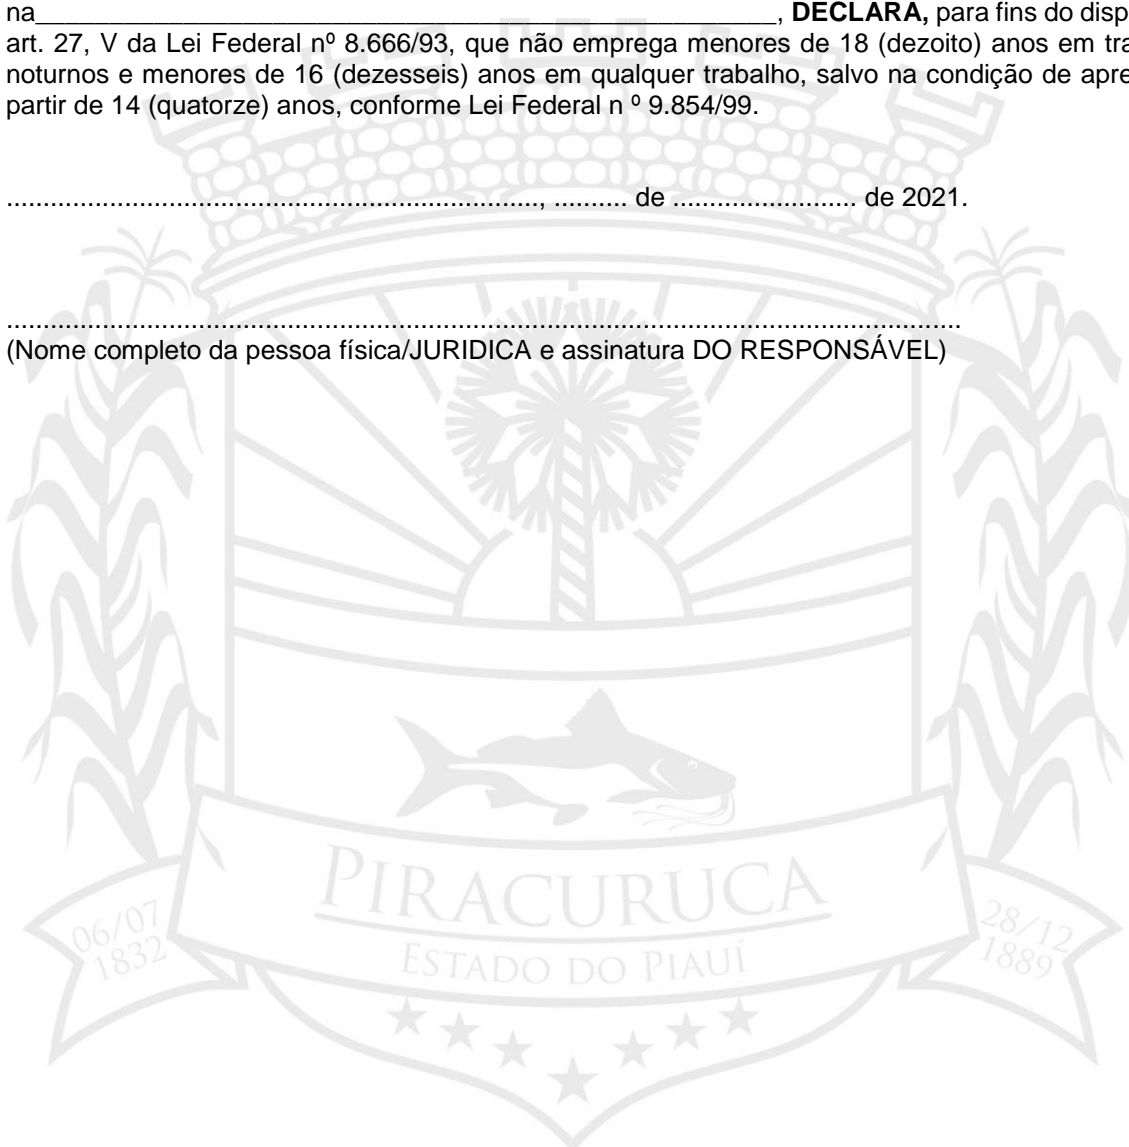 na_____________________________________________________, DECLARA, para fins do disp
art. 27, V da Lei Federal nº 8.666/93, que não emprega menores de 18 (dezoito) anos em tra
noturnos e menores de 16 (dezesseis) anos em qualquer trabalho, salvo na condição de apre
partir de 14 (quatorze) anos, conforme Lei Federal n º 9.854/99.
........................................................................, .......... de ......................... de 2021.
.................................................................................................................................
(Nome completo da pessoa física/JURIDICA e assinatura DO RESPONSÁVEL)
PIRACURUCA
ESTADO DO PIAUÍ
06/07
1832
28/12
1889